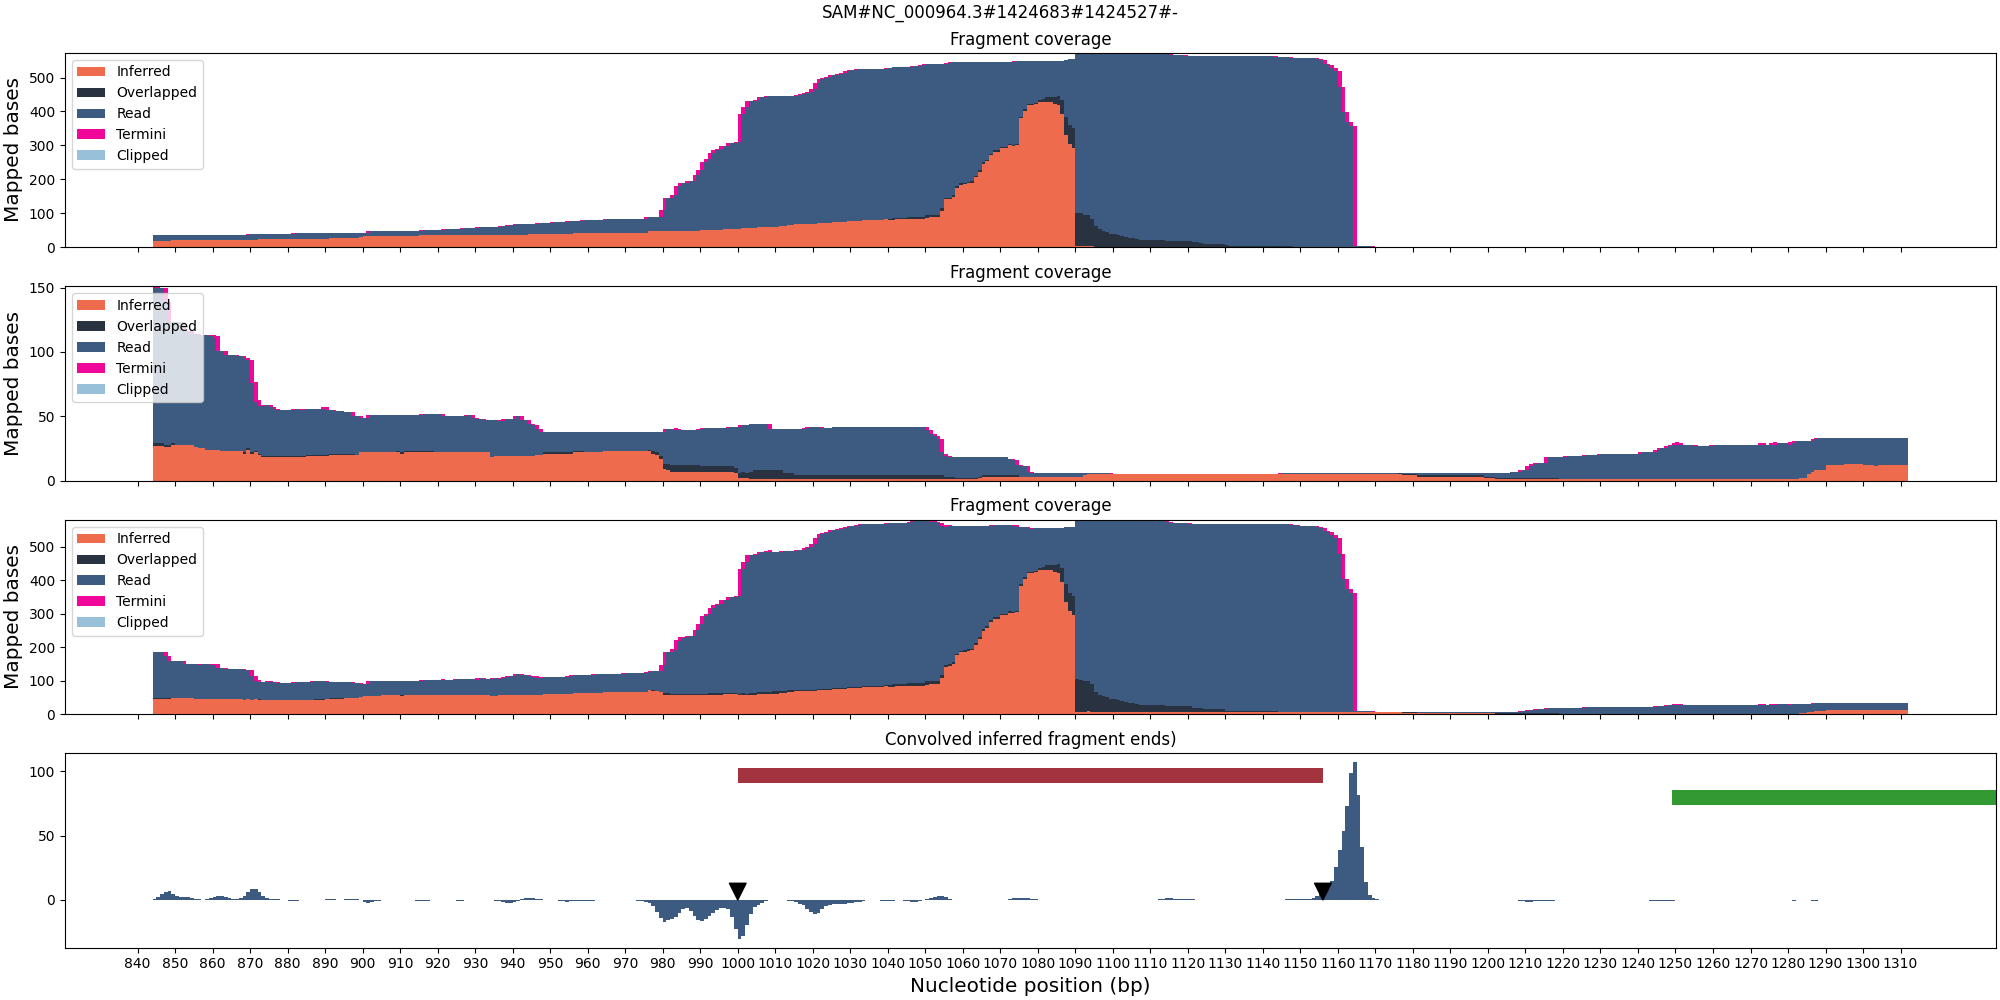 SAM#NC_000964.3#1424683#1424527#-
Fragment coverage
Mapped bases
500
400
300
200
100
0
Inferred
Overlapped
Read
Termini
Clipped
Fragment coverage
Mapped bases
150
100
50
0
Inferred
Overlapped
Read
Termini
Clipped
Fragment coverage
Mapped bases
500
400
300
200
100
0
Inferred
Overlapped
Read
Termini
Clipped
Convolved inferred fragment ends)
100
50
0
840 850 860 870 880 890 900 910 920 930 940 950 960 970 980 990 1000 1010 1020 1030 1040 1050 1060 1070 1080 1090 1100 1110 1120 1130 1140 1150 1160 1170 1180 1190 1200 1210 1220 1230 1240 1250 1260 1270 1280 1290 1300 1310
Nucleotide position (bp)